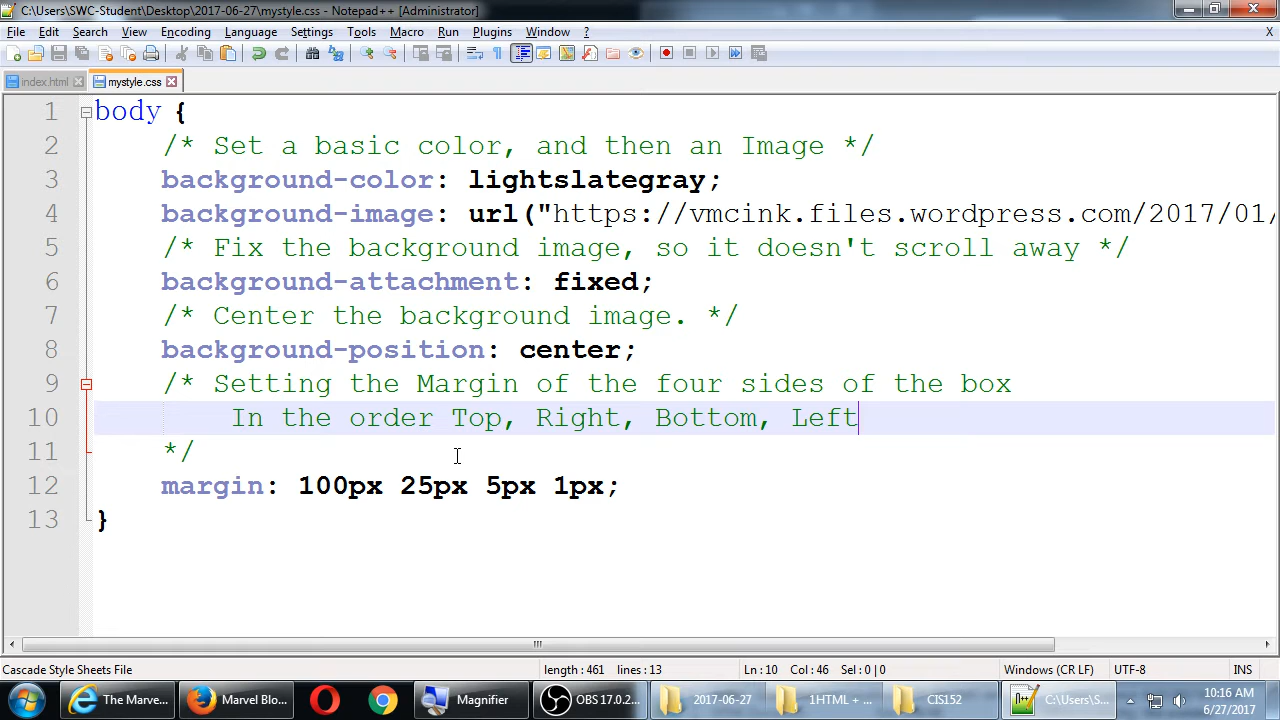 C:\Users\SWC-Student\Desktop\2017-06-27\mystyle.css - Notepad++ [Administrator]
File Edit Search View Encoding Language Settings Tools Macro Run Plugins Window ? X
index.html mystyle.css
1 body {
2 /* Set a basic color, and then an Image */
3 background-color: lightslategray;
4 background-image: url("https://vmcink.files.wordpress.com/2017/01/
5 /* Fix the background image, so it doesn't scroll away */
6 background-attachment: fixed;
7 /* Center the background image. */
8 background-position: center;
9 /* Setting the Margin of the four sides of the box
10 In the order Top, Right, Bottom, Left
11 */
12 margin: 100px 25px 5px 1px;
13 }
Cascade Style Sheets File length : 461 lines : 13 Ln : 10 Col : 46 Sel : 0 | 0 Windows (CR LF) UTF-8 INS
The Marve... Marvel Blo... Magnifier OBS 17.0.2... 2017-06-27 1HTML + ... CIS152 C:\Users\S... 10:16 AM
6/27/2017